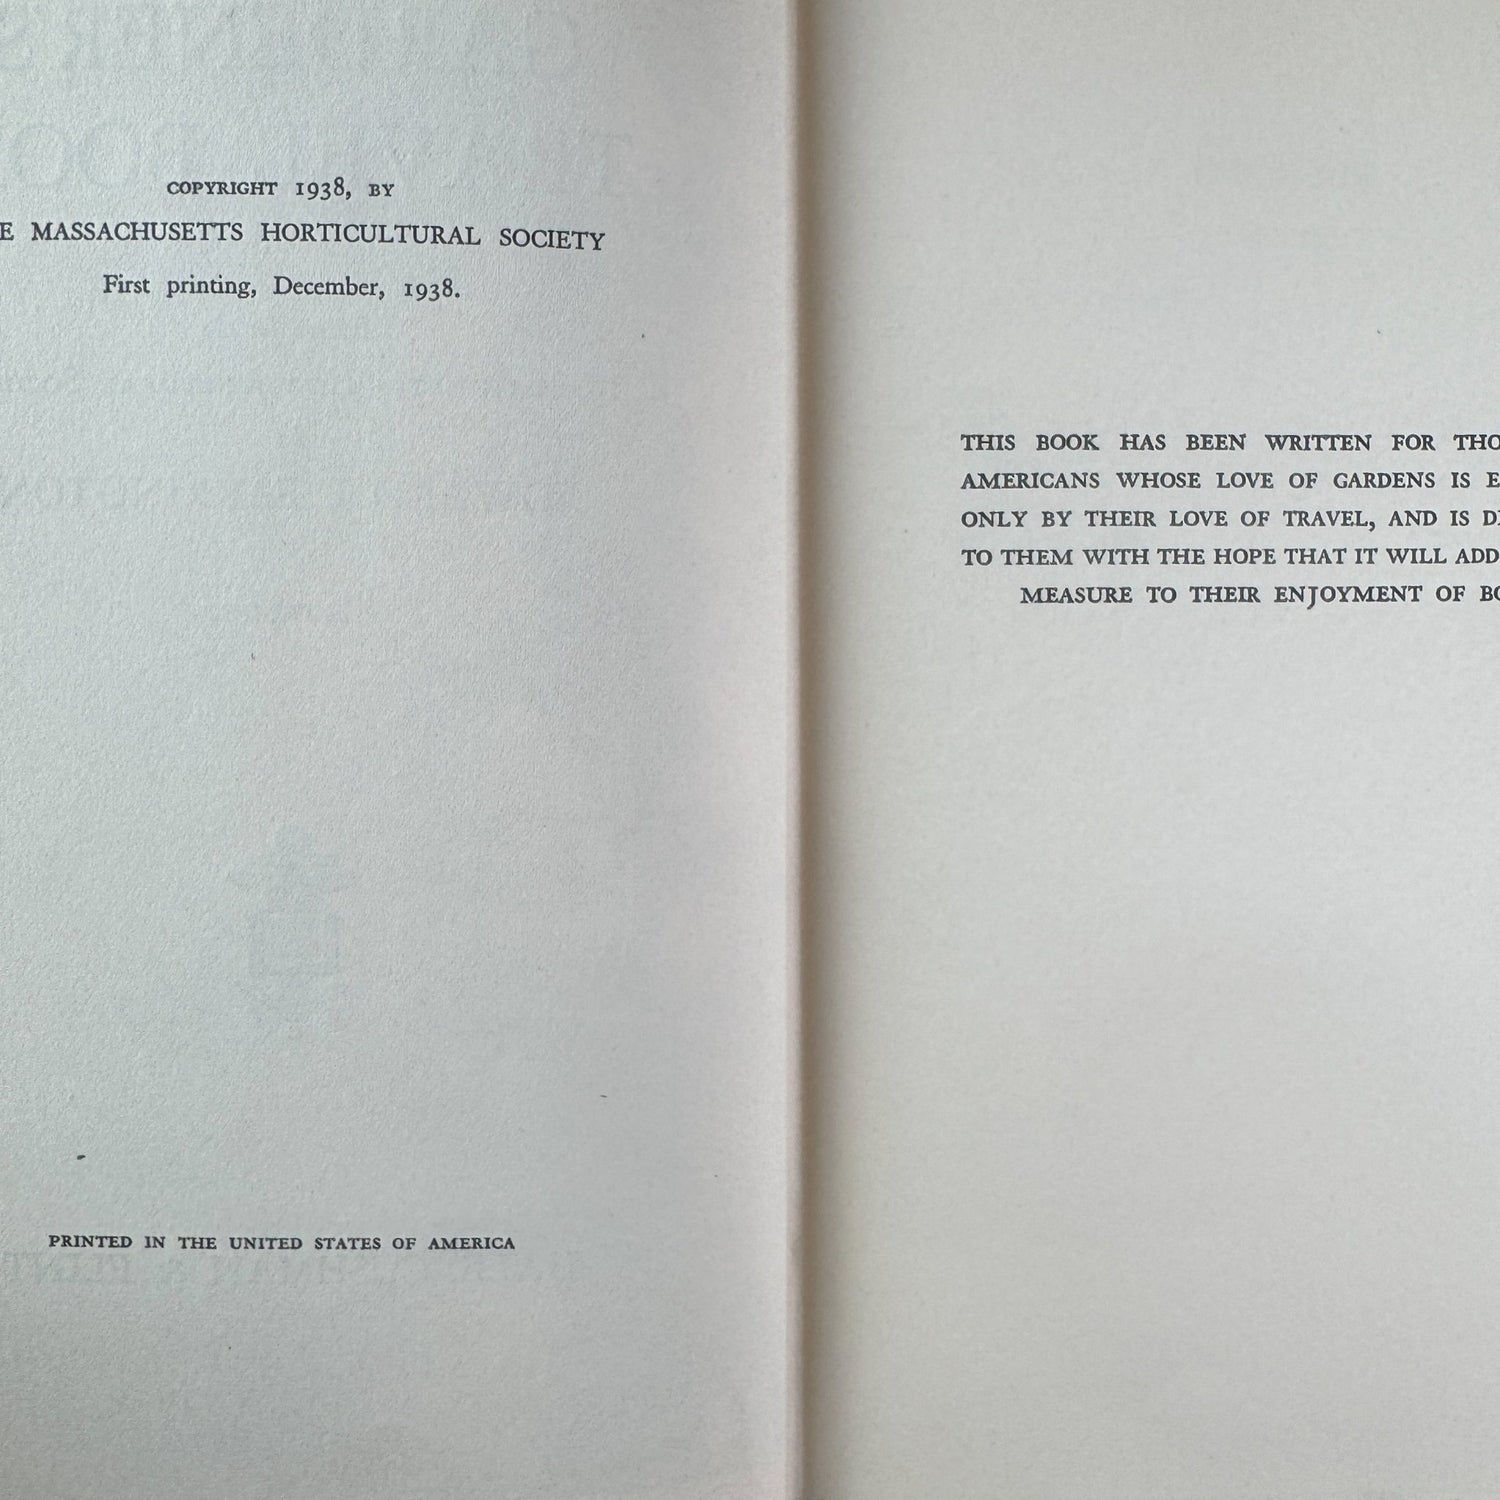 COPYRIGHT 1938, BY
E MASSACHUSETTS HORTICULTURAL SOCIETY
First printing, December, 1938.
PRINTED IN THE UNITED STATES OF AMERICA
THIS BOOK HAS BEEN WRITTEN FOR THO
AMERICANS WHOSE LOVE OF GARDENS IS E
ONLY BY THEIR LOVE OF TRAVEL, AND IS D
TO THEM WITH THE HOPE THAT IT WILL ADD
MEASURE TO THEIR ENJOYMENT OF BO